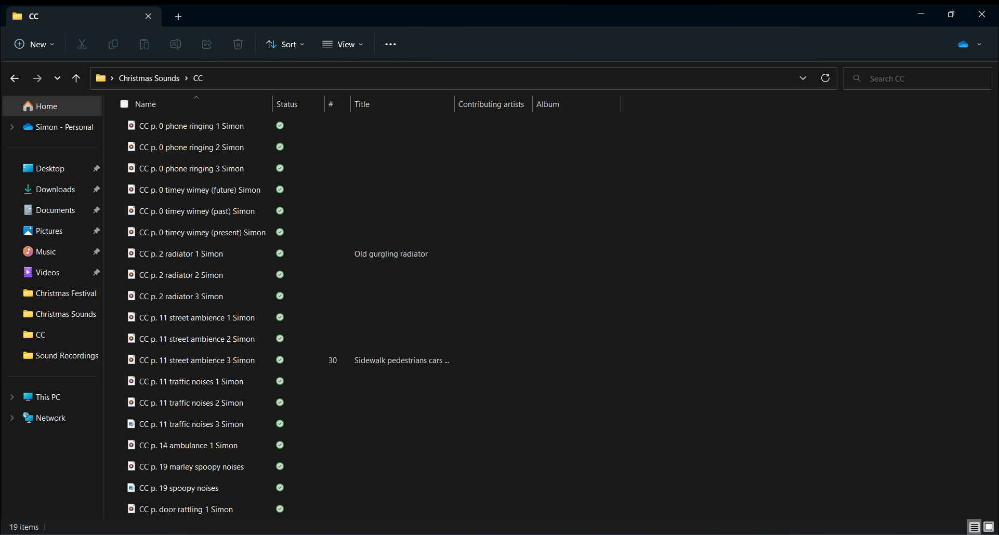 CC
New
Sort
View
Christmas Sounds > CC
Search CC
Home
Simon - Personal
Desktop
Downloads
Documents
Pictures
Music
Videos
Christmas Festival
Christmas Sounds
CC
Sound Recordings
This PC
Network
Name Status # Title Contributing artists Album
CC p. 0 phone ringing 1 Simon
CC p. 0 phone ringing 2 Simon
CC p. 0 phone ringing 3 Simon
CC p. 0 timey wimey (future) Simon
CC p. 0 timey wimey (past) Simon
CC p. 0 timey wimey (present) Simon
CC p. 2 radiator 1 Simon Old gurgling radiator
CC p. 2 radiator 2 Simon
CC p. 2 radiator 3 Simon
CC p. 11 street ambience 1 Simon
CC p. 11 street ambience 2 Simon
CC p. 11 street ambience 3 Simon 30 Sidewalk pedestrians cars ...
CC p. 11 traffic noises 1 Simon
CC p. 11 traffic noises 2 Simon
CC p. 11 traffic noises 3 Simon
CC p. 14 ambulance 1 Simon
CC p. 19 marley spoopy noises
CC p. 19 spoopy noises
CC p. door rattling 1 Simon
19 items